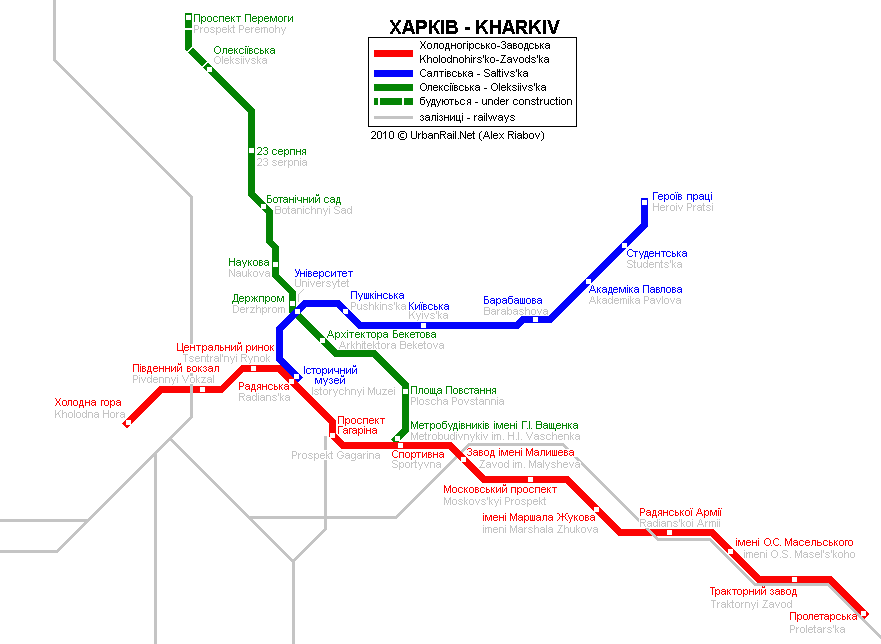 ХАРКІВ - KHARKIV
Холодногірсько-Заводська
Kholodnohirs'ko-Zavods'ka
Салтівська - Saltivs'ka
Олексіївська - Oleksiivs'ka
будуються - under construction
залізниці - railways
2010 © UrbanRail.Net (Alex Riabov)
Проспект Перемоги
Prospekt Peremohy
Олексіївська
Oleksiivska
23 серпня
23 serpnia
Ботанічний сад
Botanichnyi Sad
Наукова
Naukova
Держпром
Derzhprom
Університет
Universytet
Пушкінська
Pushkins'ka
Київська
Kyivs'ka
Барабашова
Barabashova
Академіка Павлова
Akademika Pavlova
Студентська
Students'ka
Героїв праці
Heroiv Pratsi
Архітектора Бекетова
Arkhitektora Beketova
Центральний ринок
Tsentral'nyi Rynok
Південний вокзал
Pivdennyi Vokzal
Історичний
музей
Istorychnyi Muzei
Радянська
Radians'ka
Холодна гора
Kholodna Hora
Площа Повстання
Ploscha Povstannia
Проспект
Гагаріна
Prospekt Gagarina
Метробудівників імені Г.І. Ващенка
Metrobudivnykiv im. H.I. Vaschenka
Спортивна
Sportyvna
Завод імені Малишева
Zavod im. Malysheva
Московський проспект
Moskovs'kyi Prospekt
імені Маршала Жукова
imeni Marshala Zhukova
Радянської Армії
Radians'koi Armii
імені О.С. Масельського
imeni O.S. Masel's'koho
Тракторний завод
Traktornyi Zavod
Пролетарська
Proletars'ka